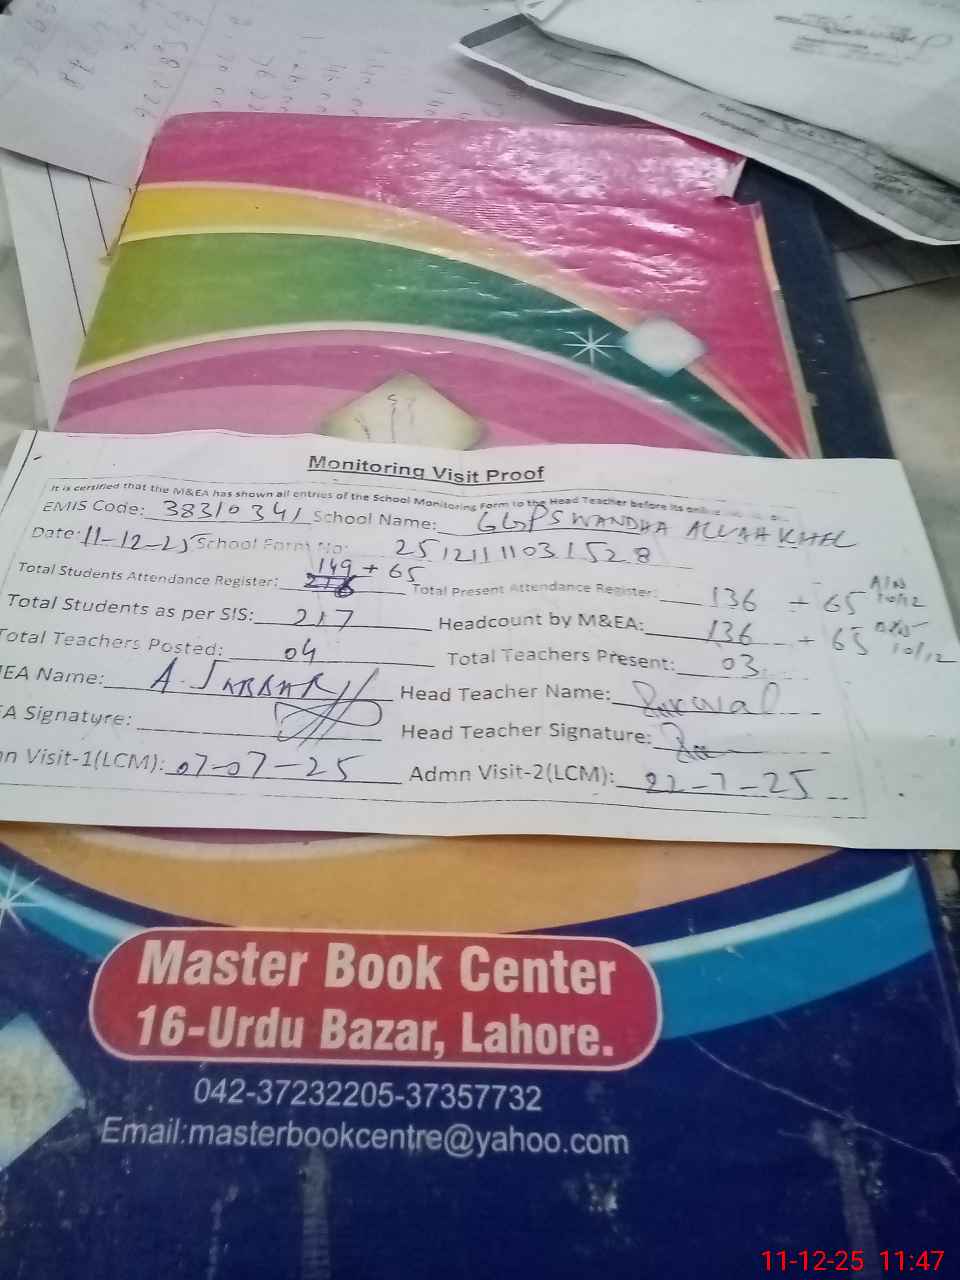 Monitoring Visit Proof
It is certified that the M&EA has shown all entries of the School Monitoring Form to the Head Teacher before its
EMIS Code: 38310341 School Name: GGPS WANDHA ALLAH KHEL
Date: 11-12-25 School Form No: 25121111031528
149 + 65
Total Students Attendance Register: Total Present Attendance Register: 136 + 65 10/12
Total Students as per SIS: 217 Headcount by M&EA: 136 + 65 10/12
Total Teachers Posted: 04 Total Teachers Present: 03
EA Name: A. JABBAR Head Teacher Name:
A Signature: Head Teacher Signature:
n Visit-1(LCM): 07-07-25 Admn Visit-2(LCM): 22-7-25
Master Book Center
16-Urdu Bazar, Lahore.
042-37232205-37357732
Email:masterbookcentre@yahoo.com
11-12-25 11:47